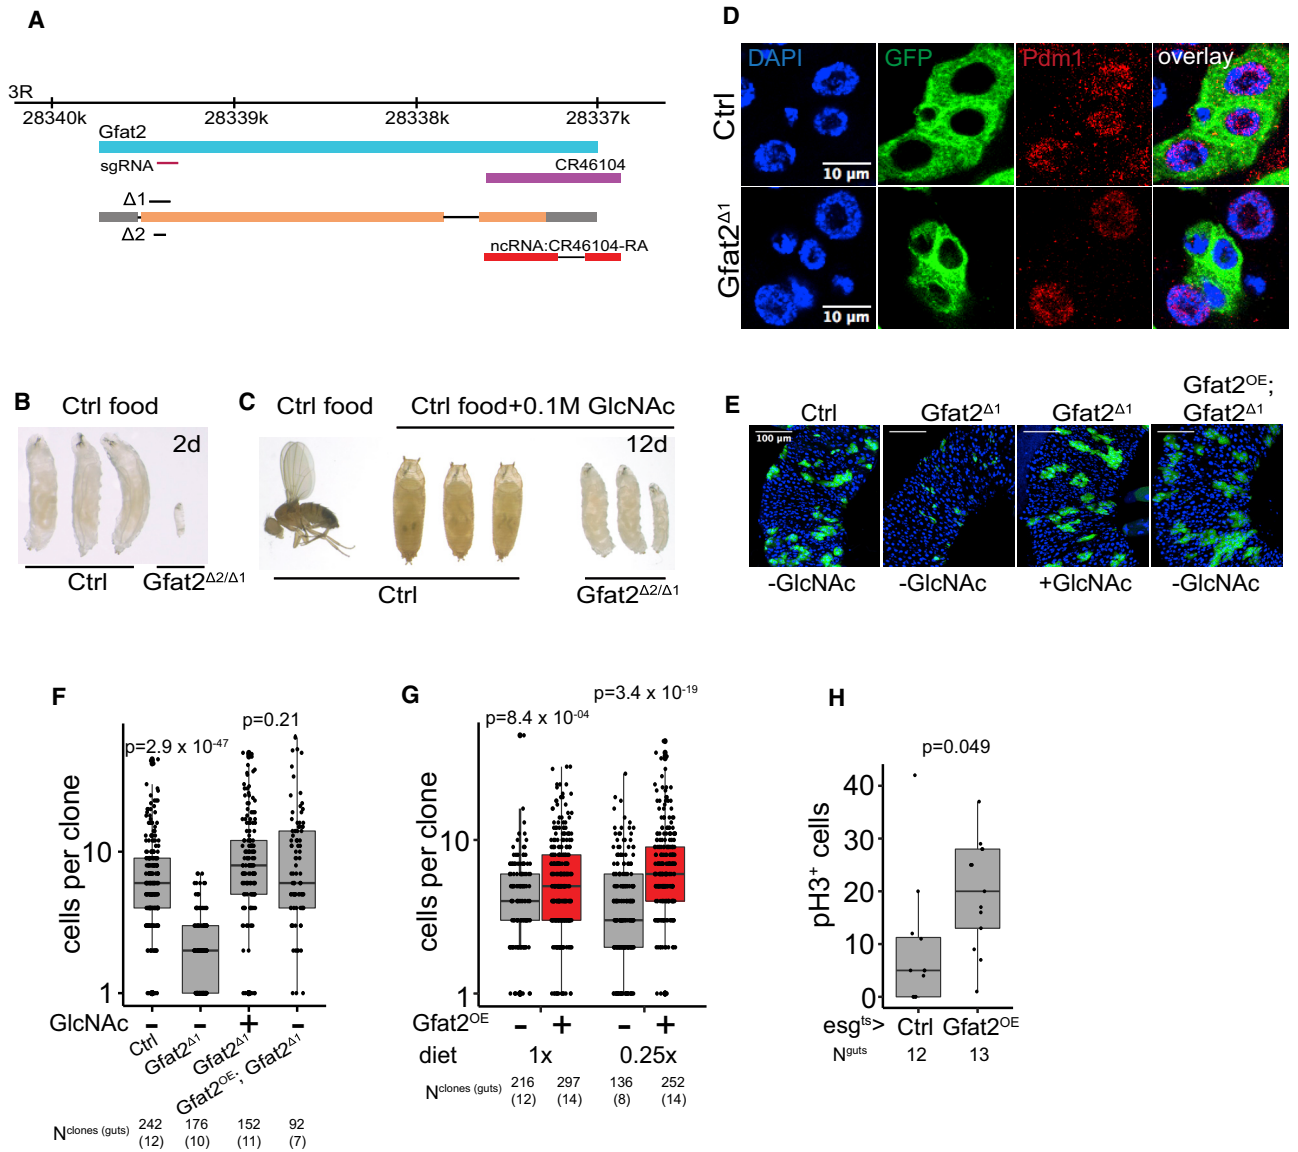 A
3R
28340k 28339k 28338k 28337k
Gfat2
sgRNA
CR46104
Δ1
Δ2
ncRNA:CR46104-RA
D
DAPI GFP Pdm1 overlay
Ctrl
10 µm
Gfat2Δ1
10 µm
B
Ctrl food
2d
Ctrl Gfat2Δ2/Δ1
C
Ctrl food Ctrl food+0.1M GlcNAc
12d
Ctrl Gfat2Δ2/Δ1
E
Ctrl Gfat2Δ1 Gfat2Δ1 Gfat2OE;
Gfat2Δ1
100 µm
-GlcNAc -GlcNAc +GlcNAc -GlcNAc
F
p=2.9 x 10-47
p=0.21
cells per clone
10
1
GlcNAc - - + -
Ctrl
Gfat2Δ1
Gfat2Δ1
Gfat2OE; Gfat2Δ1
Nclones (guts) 242 176 152 92
(12) (10) (11) (7)
G
p=8.4 x 10-04
p=3.4 x 10-19
cells per clone
10
1
Gfat2OE - + - +
diet 1x 0.25x
Nclones (guts) 216 297 136 252
(12) (14) (8) (14)
H
p=0.049
pH3+ cells
40
30
20
10
0
esgts> Ctrl Gfat2OE
Nguts 12 13